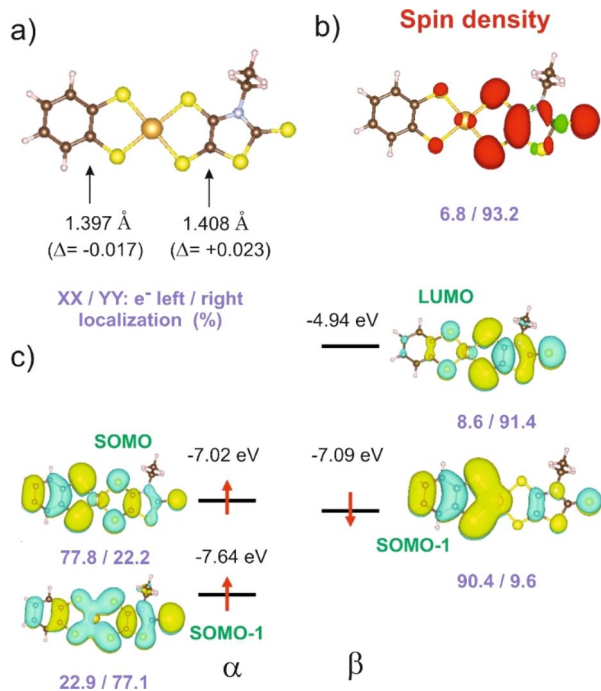 a)
b)
Spin density
1.397 Å
(Δ= -0.017)
1.408 Å
(Δ= +0.023)
6.8 / 93.2
XX / YY: e⁻ left / right
localization (%)
LUMO
-4.94 eV
8.6 / 91.4
c)
SOMO
-7.02 eV
77.8 / 22.2
-7.09 eV
SOMO-1
90.4 / 9.6
-7.64 eV
SOMO-1
22.9 / 77.1
α
β